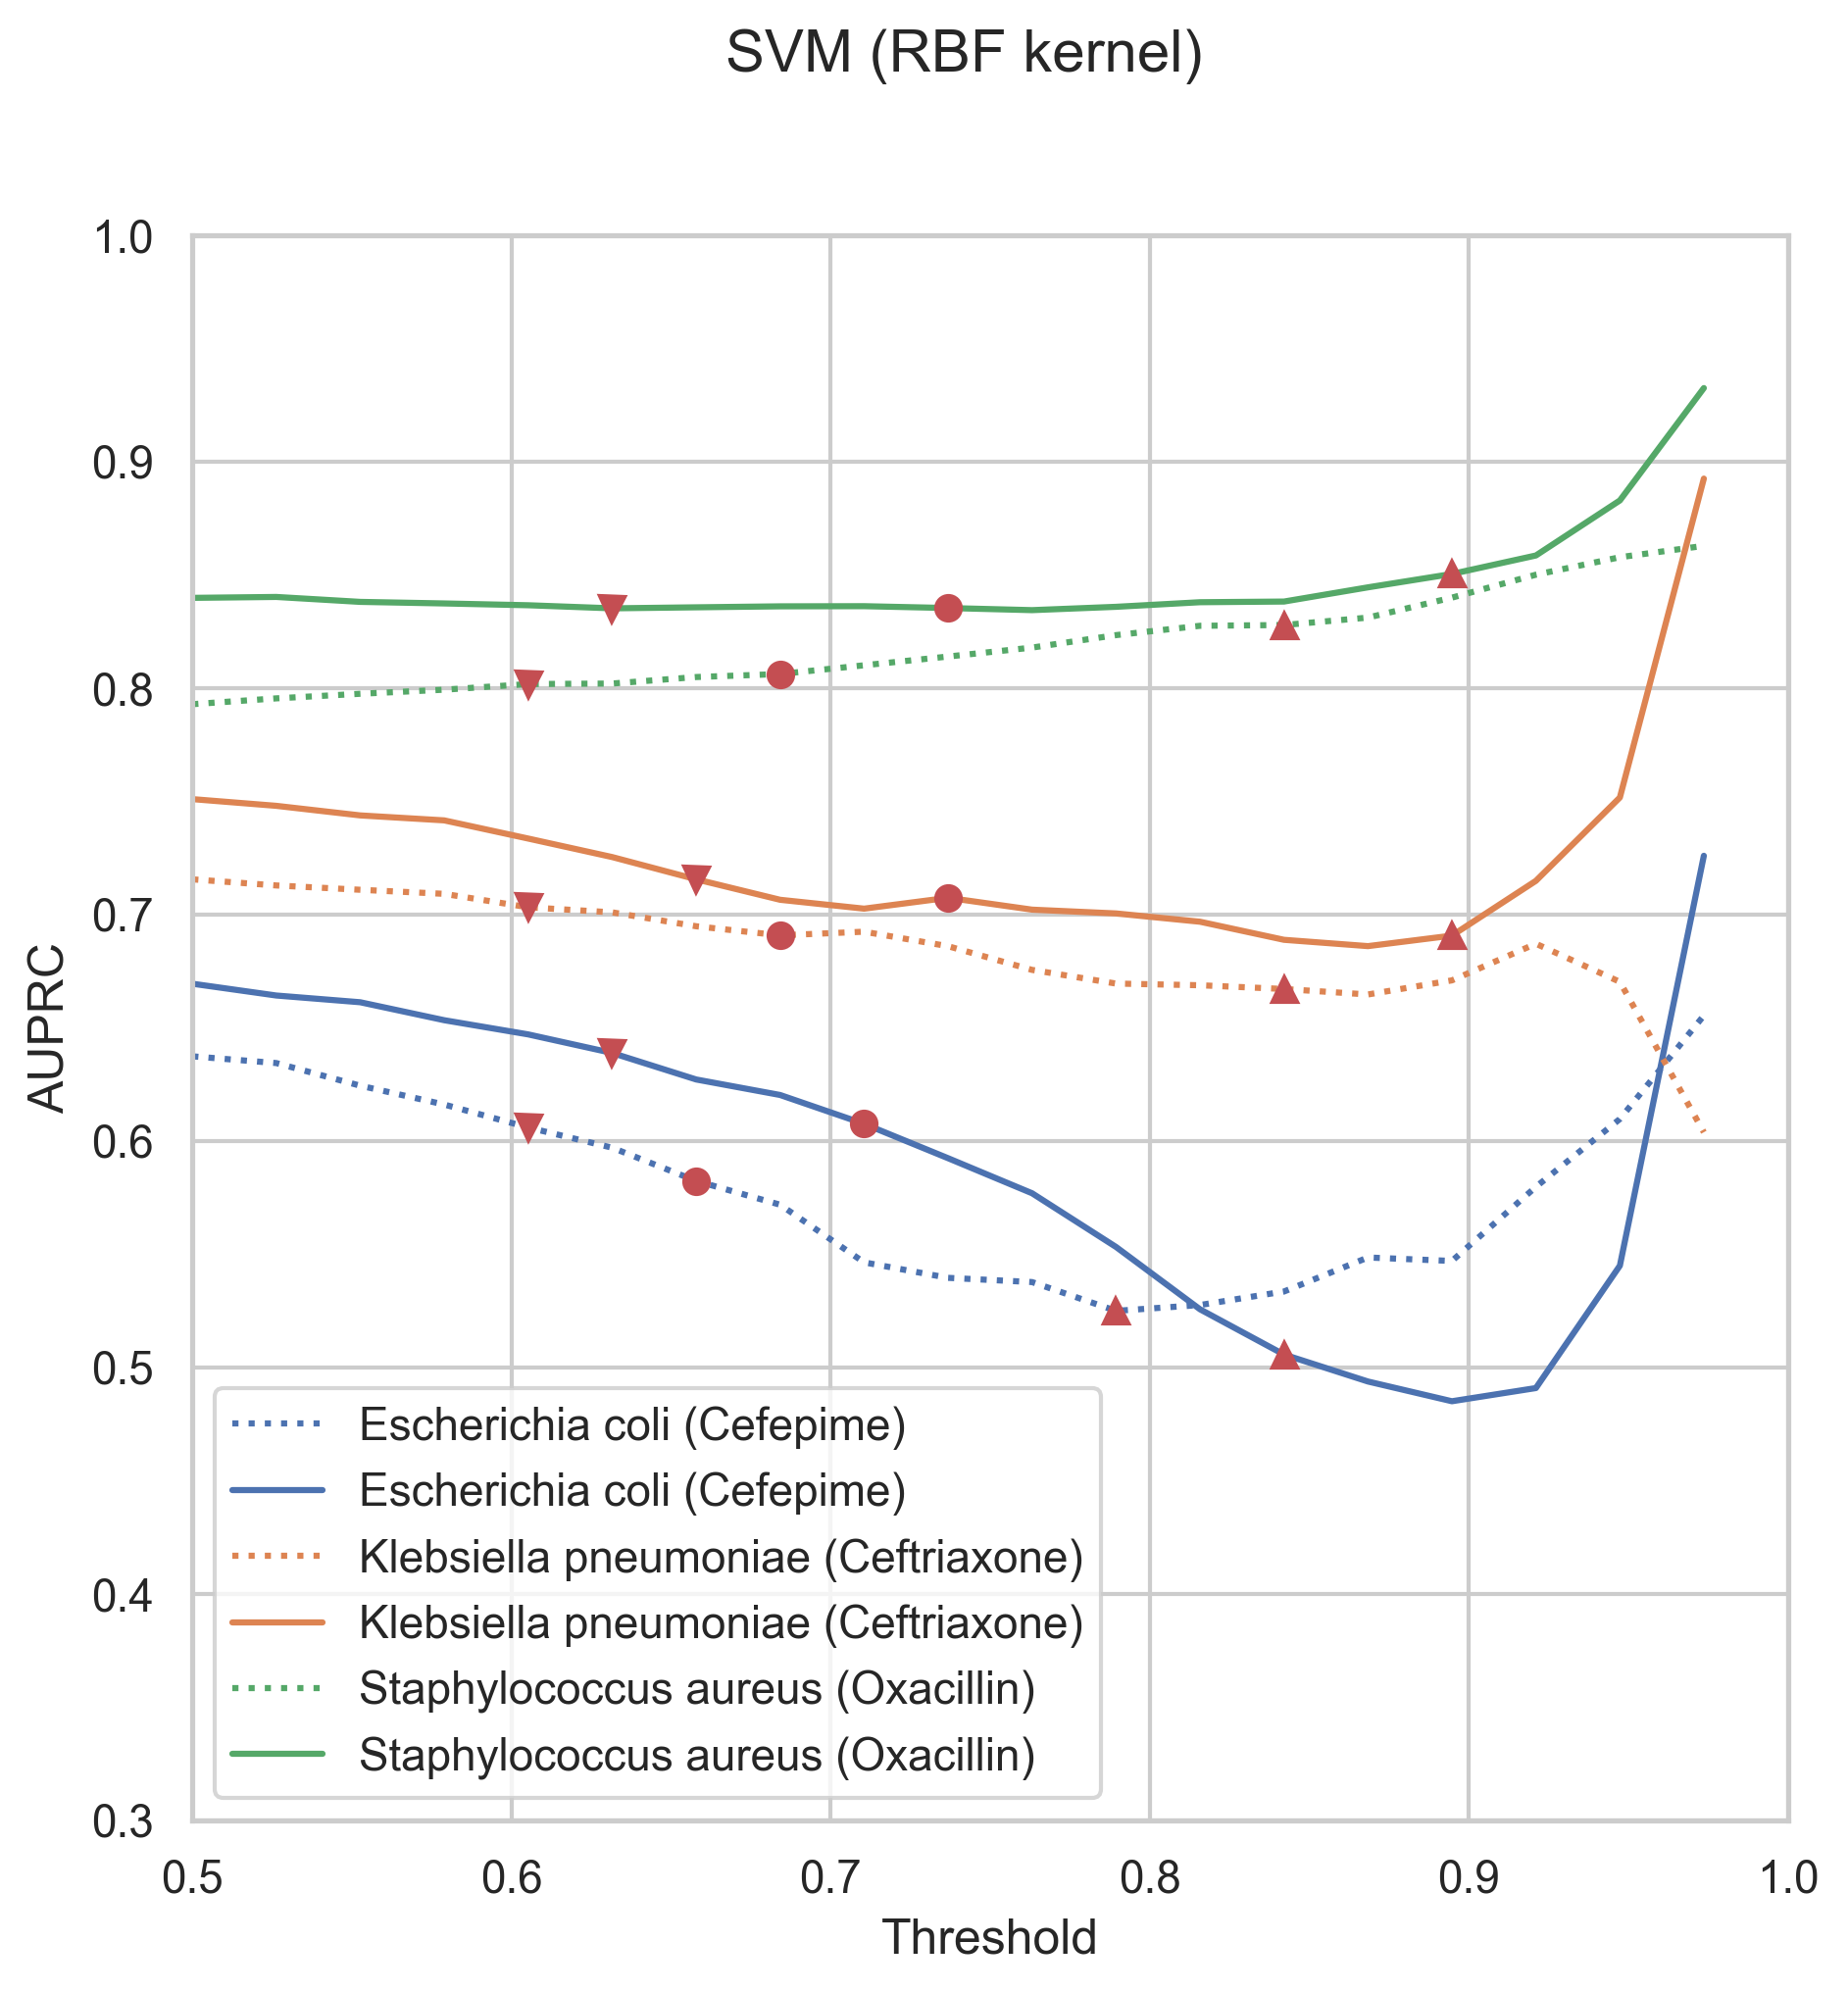 SVM (RBF kernel)
1.0
0.9
0.8
0.7
0.6
0.5
0.4
0.3
AUPRC
Escherichia coli (Cefepime)
Escherichia coli (Cefepime)
Klebsiella pneumoniae (Ceftriaxone)
Klebsiella pneumoniae (Ceftriaxone)
Staphylococcus aureus (Oxacillin)
Staphylococcus aureus (Oxacillin)
0.5 0.6 0.7 0.8 0.9 1.0
Threshold